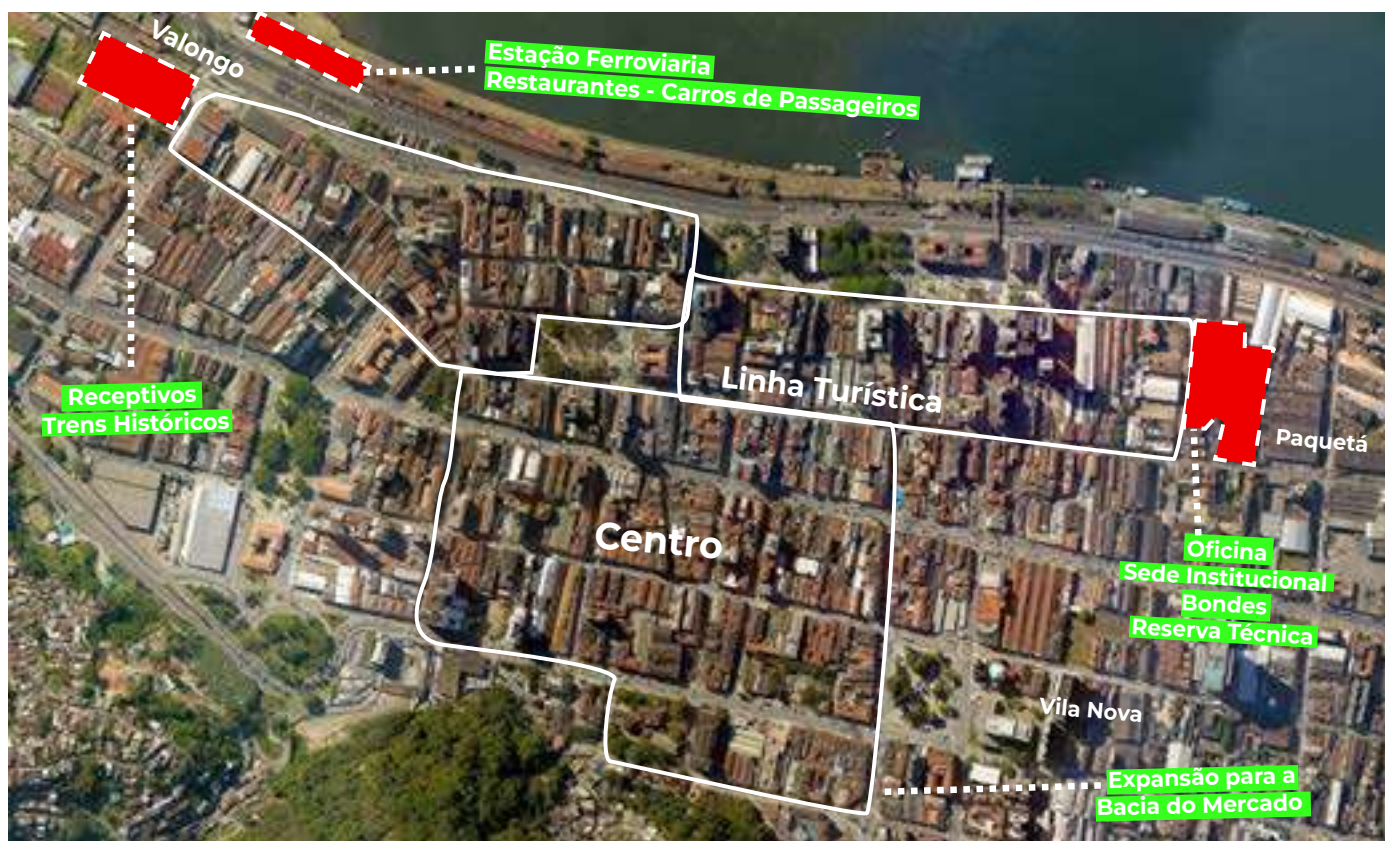 Valongo
Estação Ferroviaria
Restaurantes - Carros de Passageiros
Receptivos
Trens Históricos
Linha Turística
Paquetá
Centro
Oficina
Sede Institucional
Bondes
Reserva Técnica
Vila Nova
Expansão para a
Bacia do Mercado